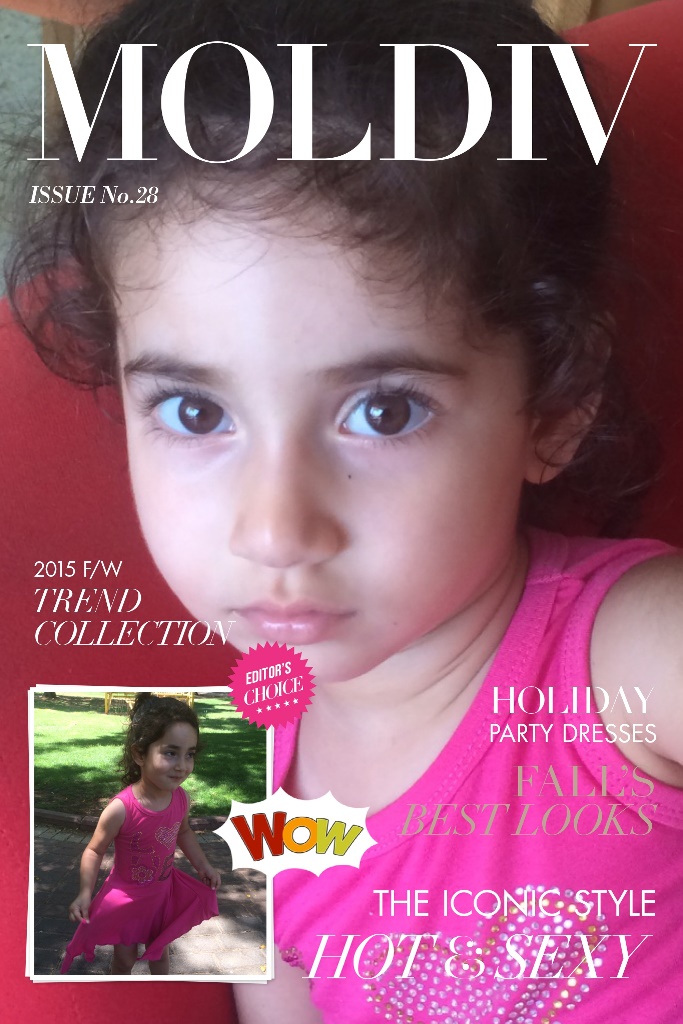 MOLDIV
ISSUE No.28
2015 F/W
TREND
COLLECTION
EDITOR'S
CHOICE
WOW
HOLIDAY
PARTY DRESSES
FALL'S
BEST LOOKS
THE ICONIC STYLE
HOT & SEXY